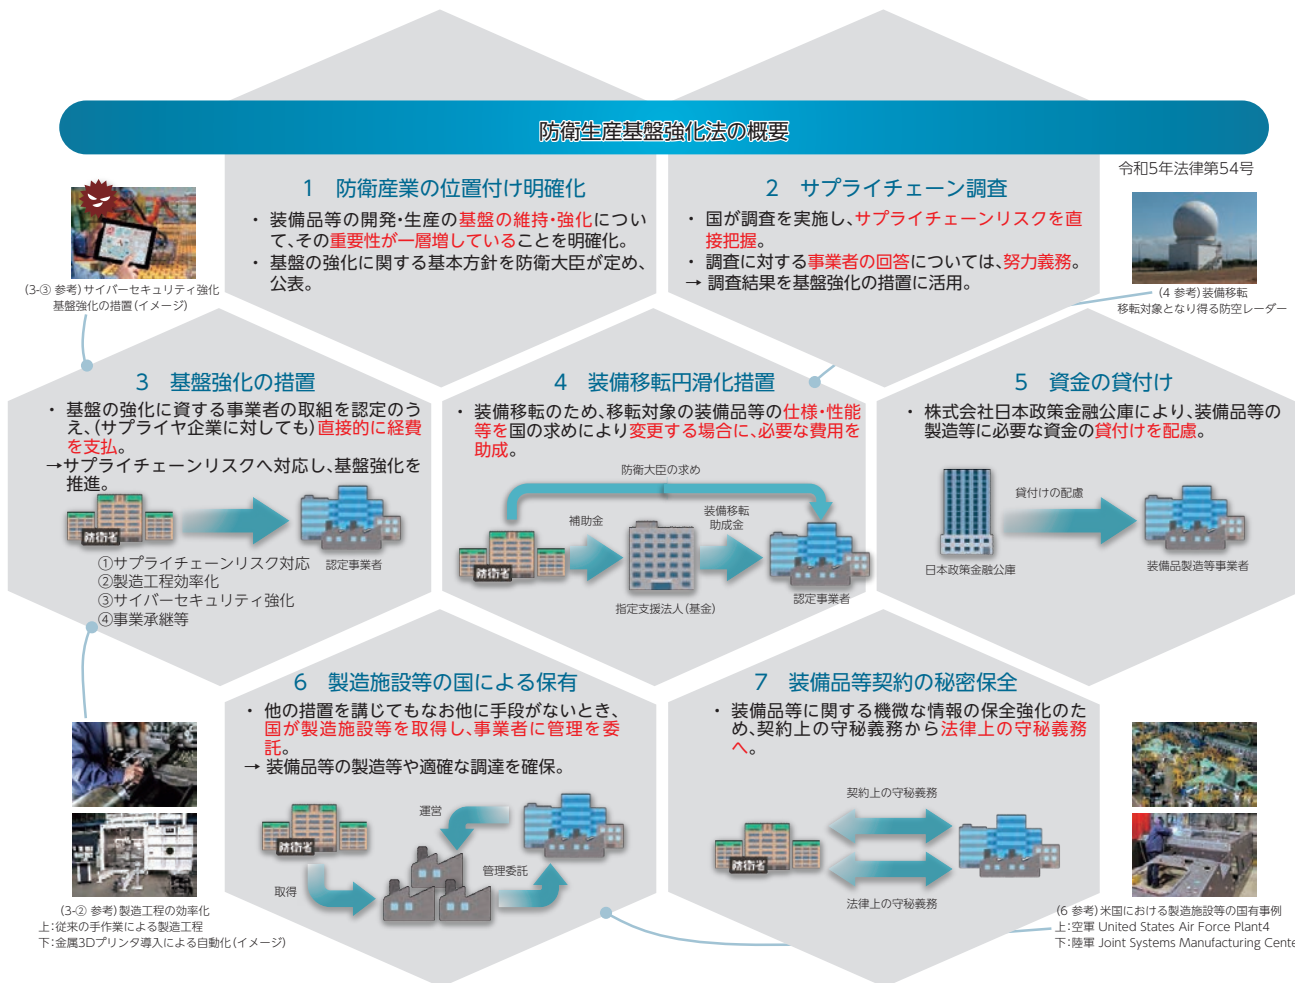 防衛生産基盤強化法の概要
令和5年法律第54号
1 防衛産業の位置付け明確化
・ 装備品等の開発・生産の基盤の維持・強化につい
て、その重要性が一層増していることを明確化。
・ 基盤の強化に関する基本方針を防衛大臣が定め、
公表。
2 サプライチェーン調査
・ 国が調査を実施し、サプライチェーンリスクを直
接把握。
・ 調査に対する事業者の回答については、努力義務。
→ 調査結果を基盤強化の措置に活用。
(3-③ 参考)サイバーセキュリティ強化
基盤強化の措置(イメージ)
(4 参考)装備移転
移転対象となり得る防空レーダー
3 基盤強化の措置
・ 基盤の強化に資する事業者の取組を認定のう
え、(サプライヤ企業に対しても)直接的に経費
を支払。
→サプライチェーンリスクへ対応し、基盤強化を
推進。
防衛省
認定事業者
①サプライチェーンリスク対応
②製造工程効率化
③サイバーセキュリティ強化
④事業承継等
4 装備移転円滑化措置
・ 装備移転のため、移転対象の装備品等の仕様・性能
等を国の求めにより変更する場合に、必要な費用を
助成。
防衛大臣の求め
補助金
装備移転
助成金
防衛省
指定支援法人(基金)
認定事業者
5 資金の貸付け
・ 株式会社日本政策金融公庫により、装備品等の
製造等に必要な資金の貸付けを配慮。
貸付けの配慮
日本政策金融公庫
装備品製造等事業者
6 製造施設等の国による保有
・ 他の措置を講じてもなお他に手段がないとき、
国が製造施設等を取得し、事業者に管理を委
託。
→ 装備品等の製造等や適確な調達を確保。
運営
防衛省
取得
管理委託
7 装備品等契約の秘密保全
・ 装備品等に関する機微な情報の保全強化のた
め、契約上の守秘義務から法律上の守秘義務
へ。
契約上の守秘義務
防衛省
法律上の守秘義務
(3-② 参考)製造工程の効率化
上:従来の手作業による製造工程
下:金属3Dプリンタ導入による自動化(イメージ)
(6 参考)米国における製造施設等の国有事例
上:空軍 United States Air Force Plant4
下:陸軍 Joint Systems Manufacturing Cente